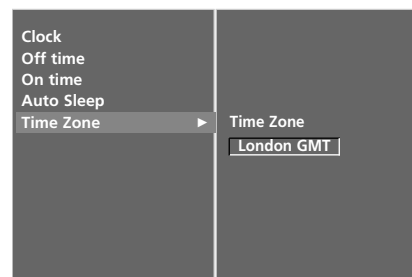 Clock
Off time
On time
Auto Sleep
Time Zone ►
Time Zone
London GMT